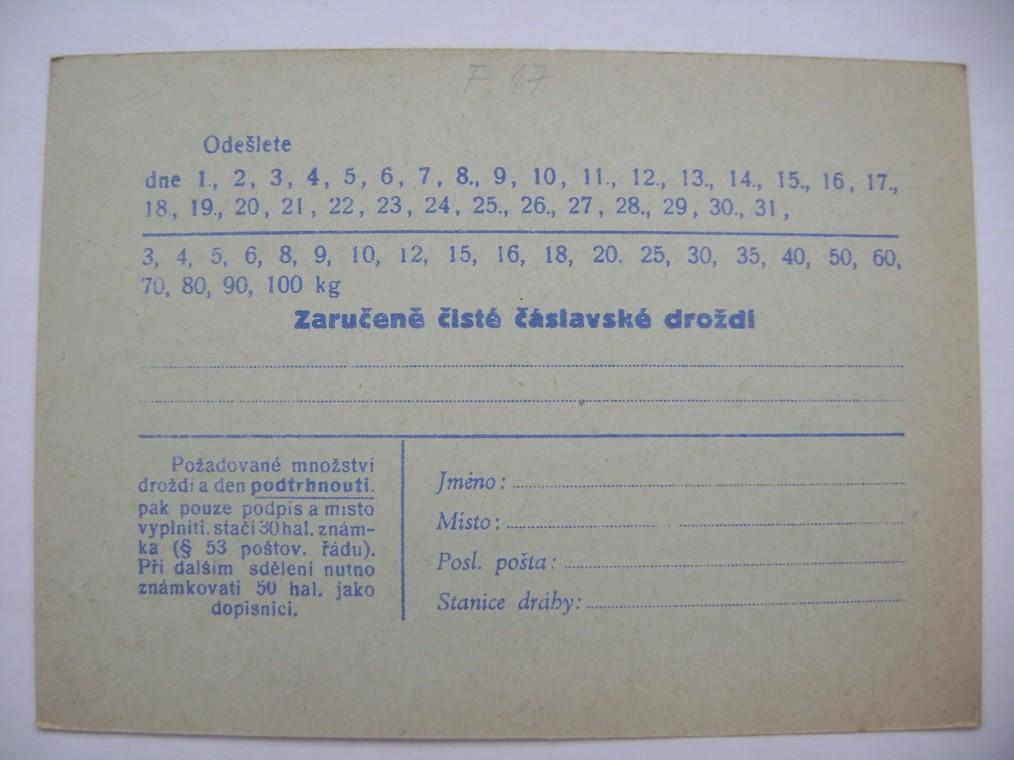 F 17
Odešlete
dne 1., 2, 3, 4, 5, 6, 7, 8., 9, 10, 11., 12., 13., 14., 15., 16, 17.,
18., 19., 20, 21, 22, 23, 24, 25., 26., 27, 28., 29, 30., 31,
3, 4, 5, 6, 8, 9, 10, 12, 15, 16, 18, 20. 25, 30, 35, 40, 50, 60,
70, 80, 90, 100 kg
Zaručeně čisté čáslavské droždí
Požadované množství
droždí a den podtrhnouti.
pak pouze podpis a místo
vyplniti. stačí 30 hal. znám-
ka (§ 53 poštov. řádu).
Při dalším sdělení nutno
známkovati 50 hal. jako
dopisnici.
Jméno:
Místo:
Posl. pošta:
Stanice dráhy: